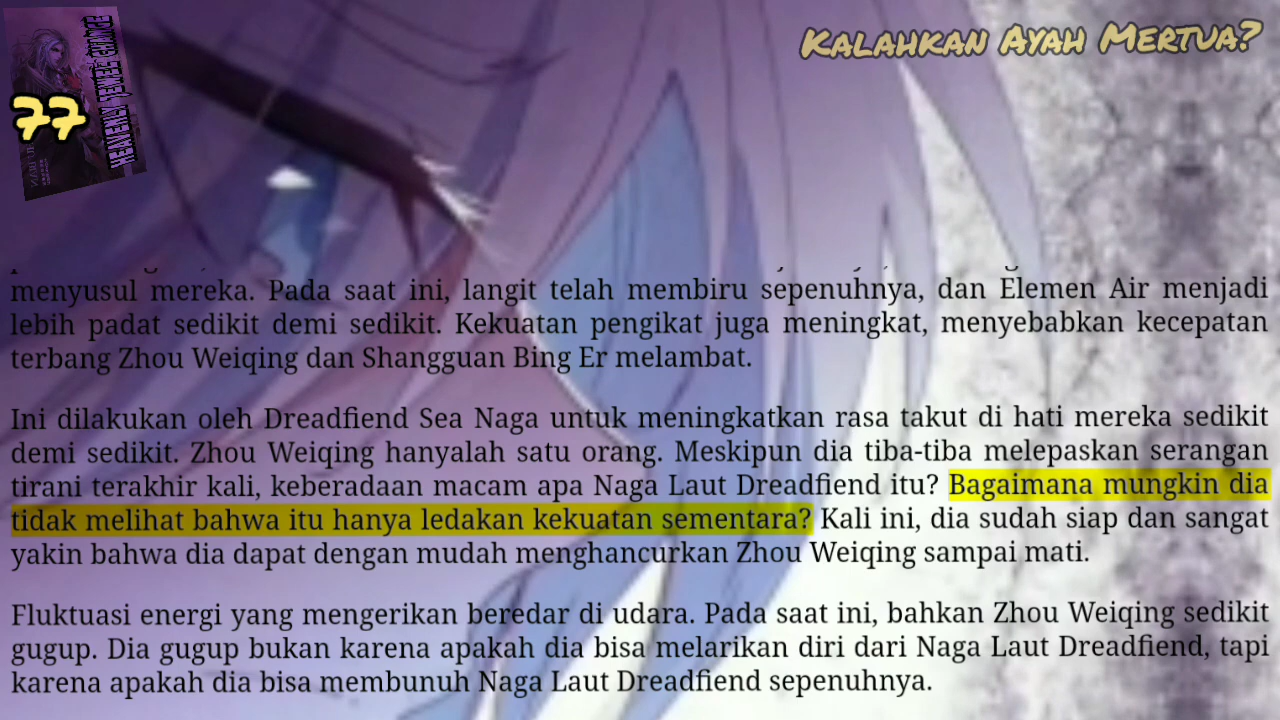 Kalahkan Ayah Mertua?
77
HEAVENLY JEWEL CHANGE
menyusul mereka. Pada saat ini, langit telah membiru sepenuhnya, dan Elemen Air menjadi
lebih padat sedikit demi sedikit. Kekuatan pengikat juga meningkat, menyebabkan kecepatan
terbang Zhou Weiqing dan Shangguan Bing Er melambat.
Ini dilakukan oleh Dreadfiend Sea Naga untuk meningkatkan rasa takut di hati mereka sedikit
demi sedikit. Zhou Weiqing hanyalah satu orang. Meskipun dia tiba-tiba melepaskan serangan
tirani terakhir kali, keberadaan macam apa Naga Laut Dreadfiend itu? Bagaimana mungkin dia
tidak melihat bahwa itu hanya ledakan kekuatan sementara? Kali ini, dia sudah siap dan sangat
yakin bahwa dia dapat dengan mudah menghancurkan Zhou Weiqing sampai mati.
Fluktuasi energi yang mengerikan beredar di udara. Pada saat ini, bahkan Zhou Weiqing sedikit
gugup. Dia gugup bukan karena apakah dia bisa melarikan diri dari Naga Laut Dreadfiend, tapi
karena apakah dia bisa membunuh Naga Laut Dreadfiend sepenuhnya.